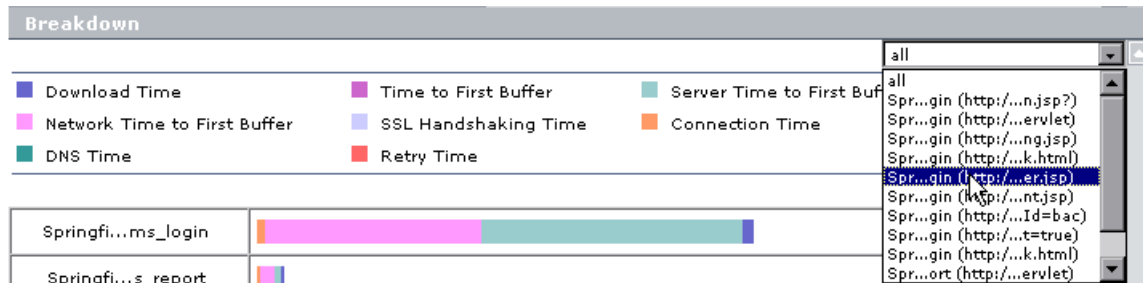 Breakdown
all
Download Time
Time to First Buffer
Server Time to First Buf
Network Time to First Buffer
SSL Handshaking Time
Connection Time
DNS Time
Retry Time
all
Spr...gin (http:/...n.jsp?)
Spr...gin (http:/...ervlet)
Spr...gin (http:/...ng.jsp)
Spr...gin (http:/...k.html)
Spr...gin (http:/...er.jsp)
Spr...gin (http:/...nt.jsp)
Spr...gin (http:/...Id=bac)
Spr...gin (http:/...t=true)
Spr...gin (http:/...k.html)
Spr...ort (http:/...ervlet)
Springfi...ms_login
Springfi...s_report